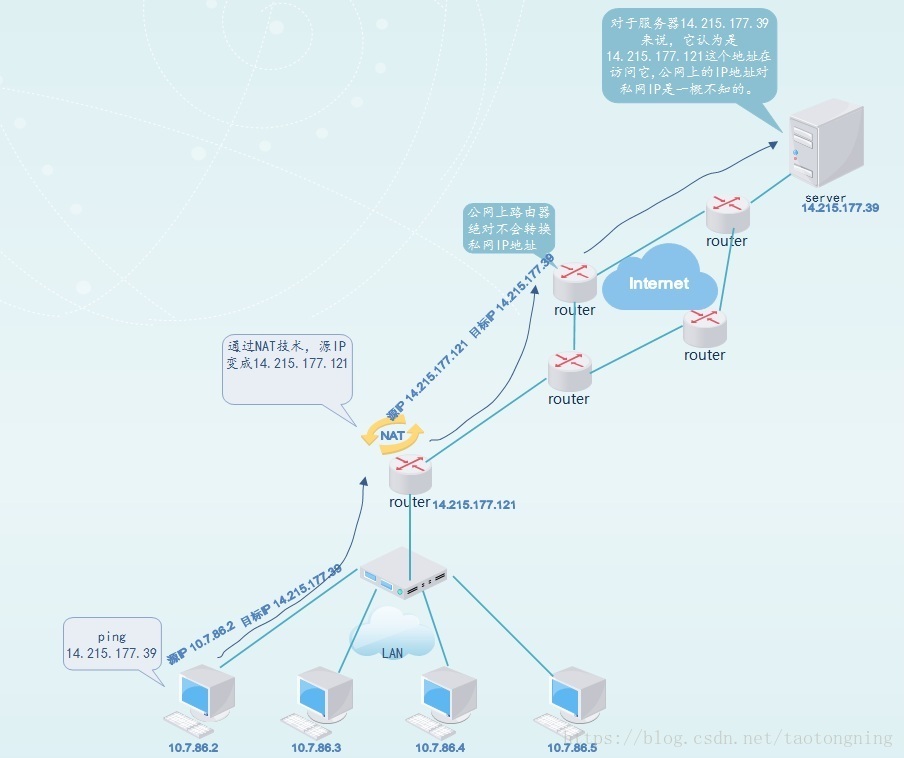 对于服务器14.215.177.39
来说，它认为是
14.215.177.121这个地址在
访问它,公网上的IP地址对
私网IP是一概不知的。
server
14.215.177.39
router
公网上路由器
绝对不会转换
私网IP地址
Internet
router
router
router
源IP 14.215.177.121 目标IP 14.215.177.39
通过NAT技术，源IP
变成14.215.177.121
NAT
router
14.215.177.121
源IP 10.7.86.2 目标IP 14.215.177.39
ping
14.215.177.39
LAN
10.7.86.2
10.7.86.3
10.7.86.4
10.7.86.5
https://blog.csdn.net/taotongning